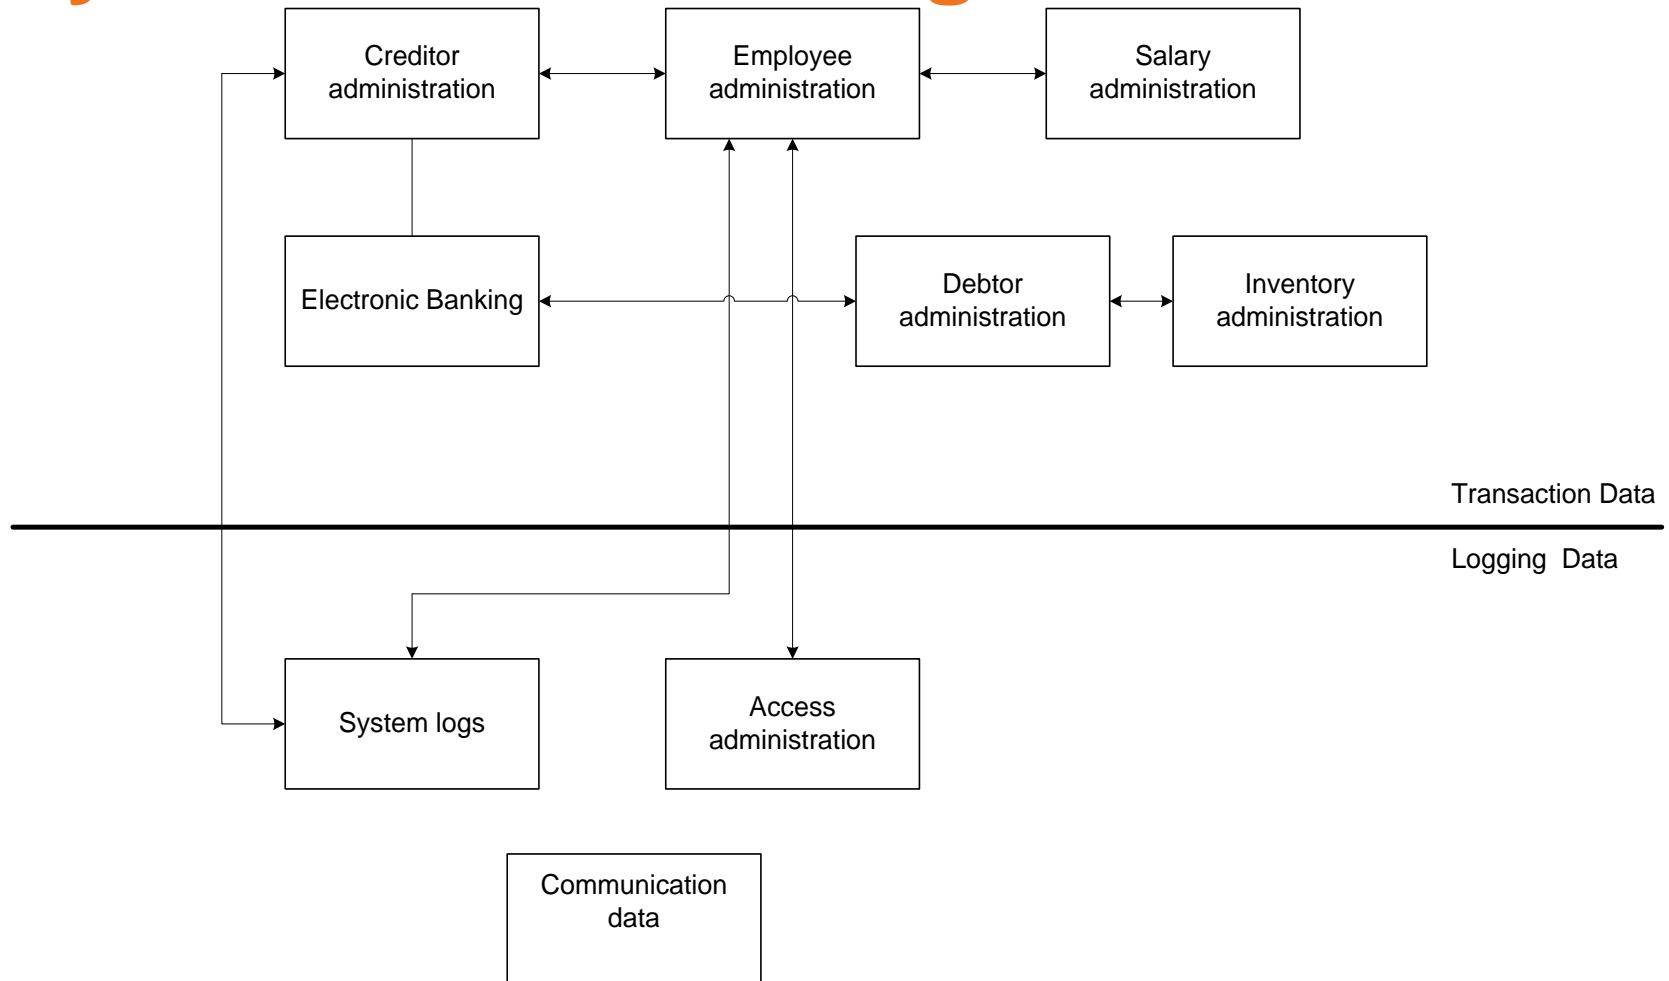 Creditor
administration
Employee
administration
Salary
administration
Electronic Banking
Debtor
administration
Inventory
administration
Transaction Data
Logging  Data
System logs
Access
administration
Communication
data